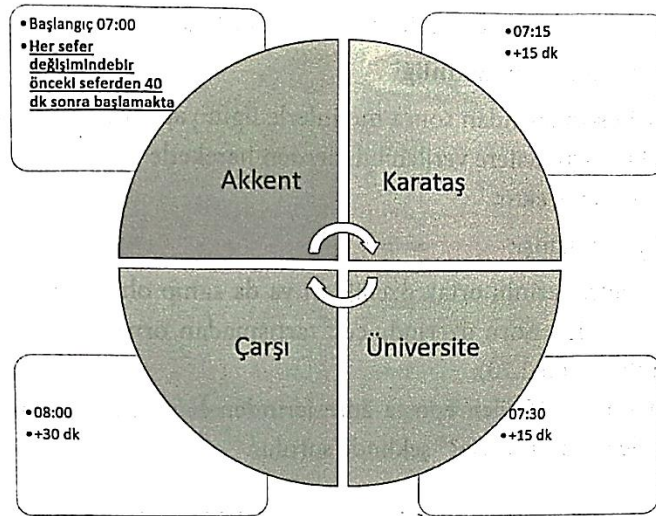 • Başlangıç 07:00
• Her sefer
değişimindebir
önceki seferden 40
dk sonra başlamakta
• 07:15
• +15 dk
Akkent
Karataş
Çarşı
Üniversite
• 08:00
• +30 dk
07:30
• +15 dk